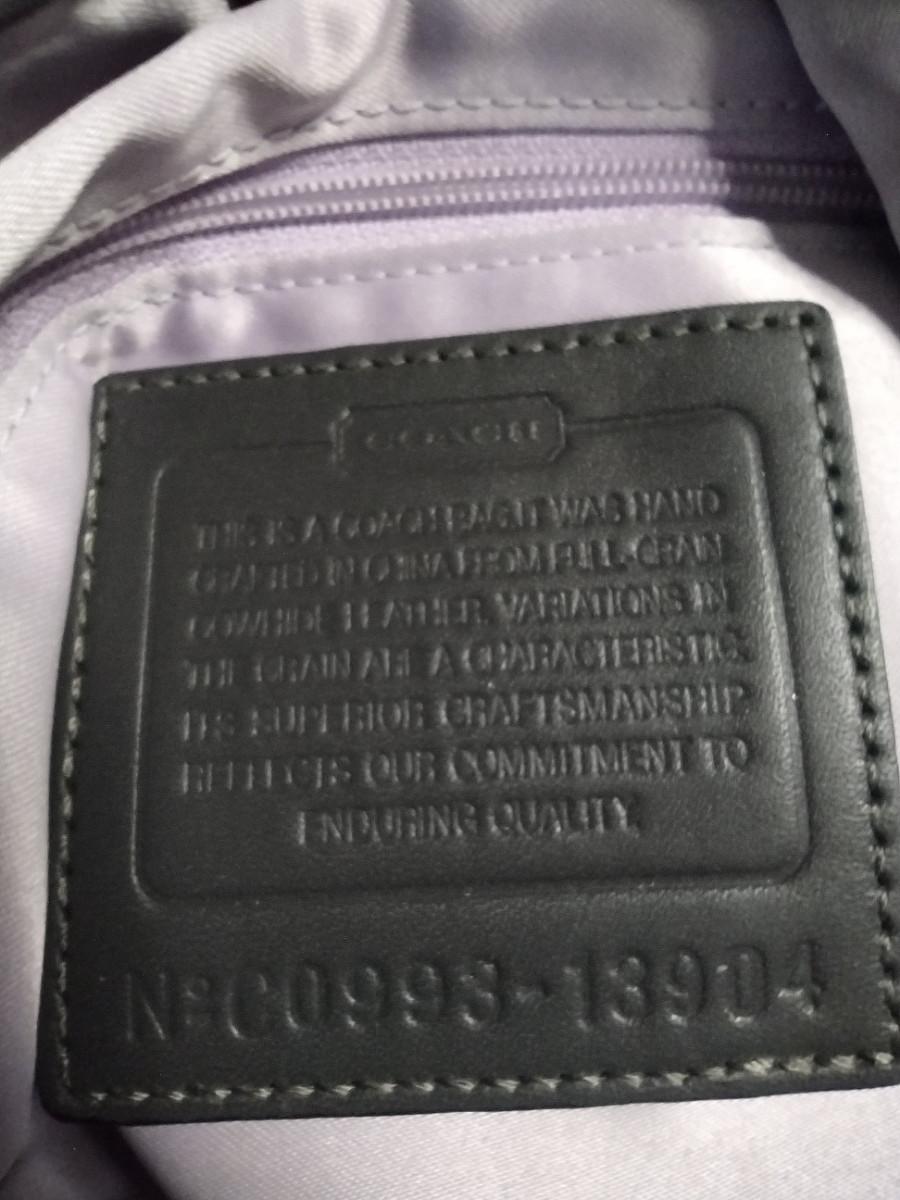 COACH
THIS IS A COACH BAG. IT WAS HAND
CRAFTED IN CHINA FROM FULL-GRAIN
COWHIDE LEATHER. VARIATIONS IN
THE GRAIN ARE A CHARACTERISTIC.
ITS SUPERIOR CRAFTSMANSHIP
REFLECTS OUR COMMITMENT TO
ENDURING QUALITY.
Nº C0993-13904